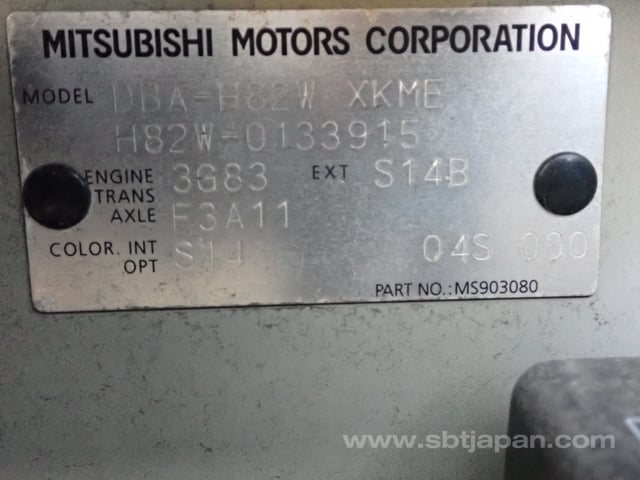 MITSUBISHI MOTORS CORPORATION
MODEL DBA-H82W XKME
H82W-0133915
ENGINE 3G83 EXT S14B
TRANS
AXLE F3A11
COLOR. INT S14 04S 000
OPT
PART NO.: MS903080
www.sbtjapan.com